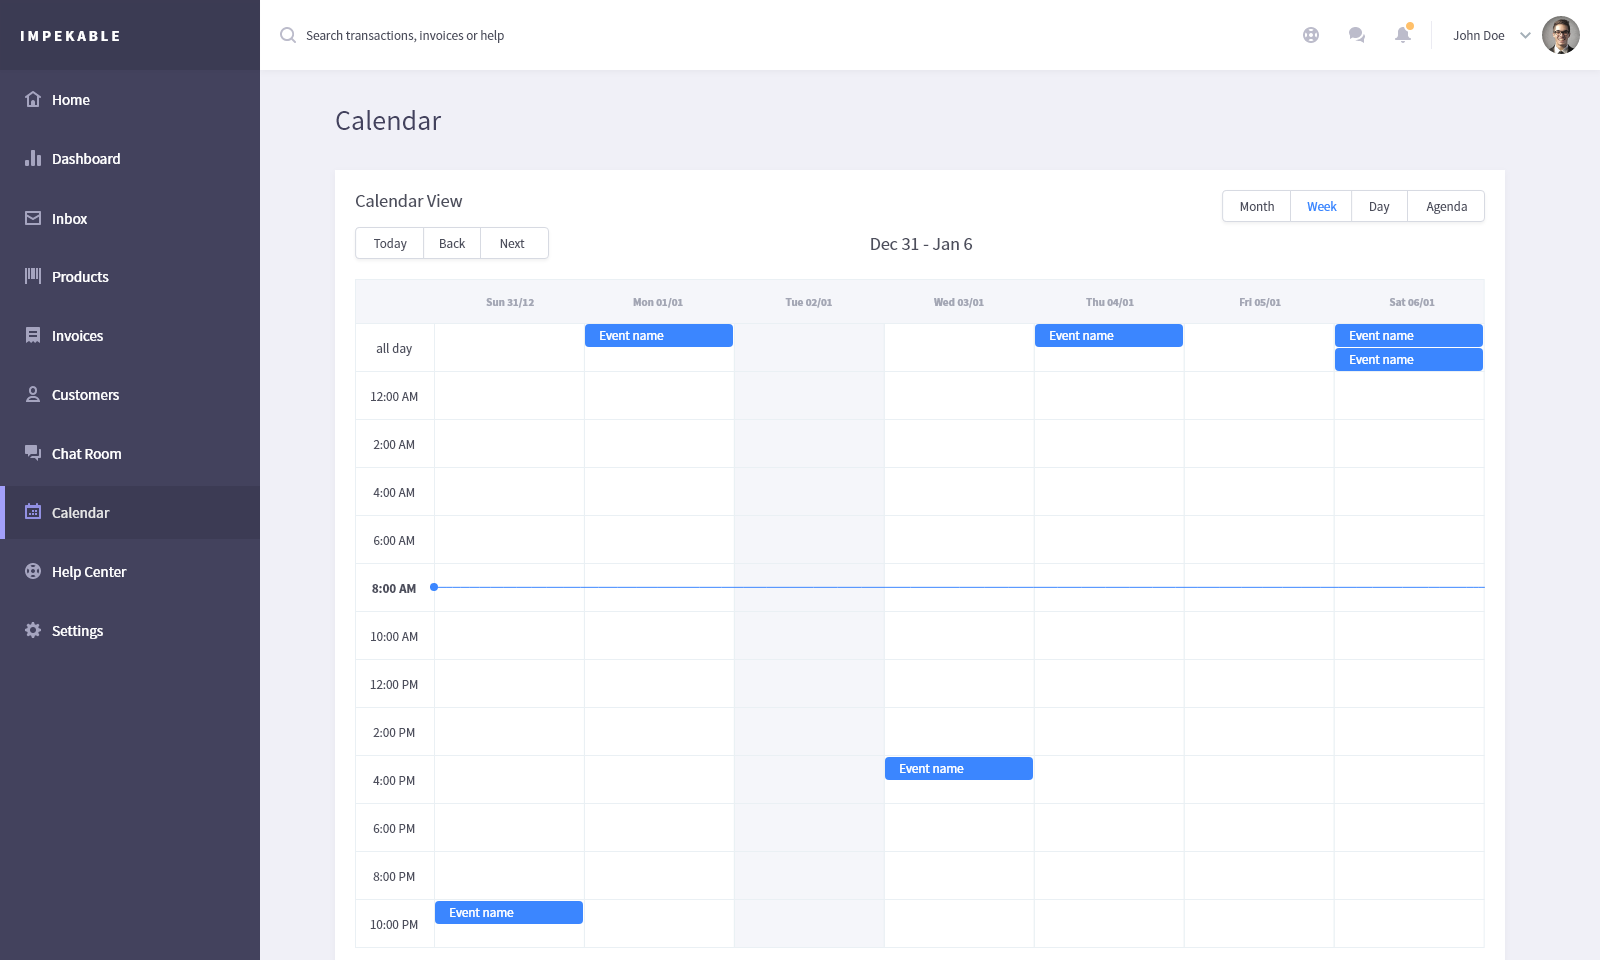 IMPEKABLE
Search transactions, invoices or help
John Doe
Home
Dashboard
Inbox
Products
Invoices
Customers
Chat Room
Calendar
Help Center
Settings
Calendar
Calendar View
Month Week Day Agenda
Today Back Next
Dec 31 - Jan 6
Sun 31/12 Mon 01/01 Tue 02/01 Wed 03/01 Thu 04/01 Fri 05/01 Sat 06/01
all day
Event name Event name Event name
Event name
12:00 AM
2:00 AM
4:00 AM
6:00 AM
8:00 AM
10:00 AM
12:00 PM
2:00 PM
4:00 PM
Event name
6:00 PM
8:00 PM
10:00 PM
Event name